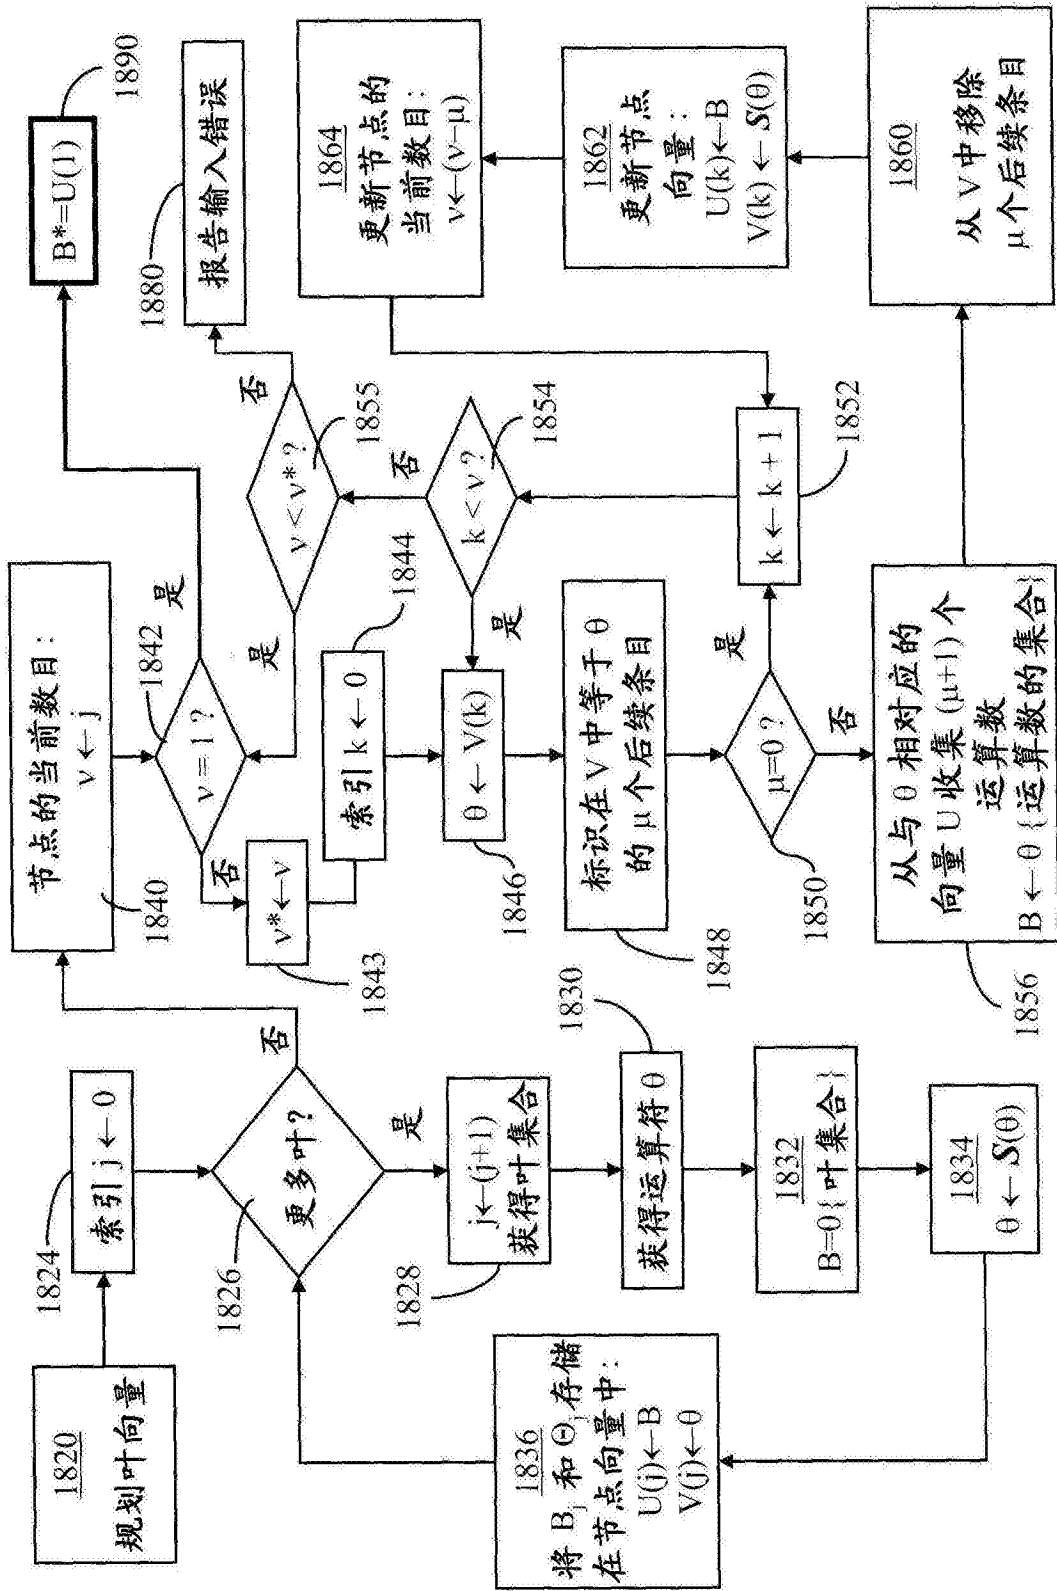 1820
规划叶向量
1824
索引 j ← 0
1826
更多叶?
否
是
1828
j←(j+1)
获得叶集合
1830
获得运算符 θ
1832
B=θ{叶集合}
1834
θ ← S(θ)
1836
将 Bj 和 Θj 存储
在节点向量中:
U(j)←B
V(j)←θ
1840
节点的当前数目:
ν ← j
1842
ν = 1 ?
是
否
1843
ν*←ν
1844
索引 k ← 0
1846
θ ← V(k)
1848
标识在 V 中等于 θ
的 μ 个后续条目
1850
μ=0 ?
是
否
1852
k ← k + 1
1854
k < ν ?
是
否
1855
ν < ν* ?
是
否
1856
从与 θ 相对应的
向量 U 收集 (μ+1) 个
运算数
B ← θ {运算数的集合}
1860
从 V 中移除
μ 个后续条目
1862
更新节点
向量:
U(k)←B
V(k) ← S(θ)
1864
更新节点的
当前数目:
ν←(ν−μ)
1880
报告输入错误
1890
B*=U(1)